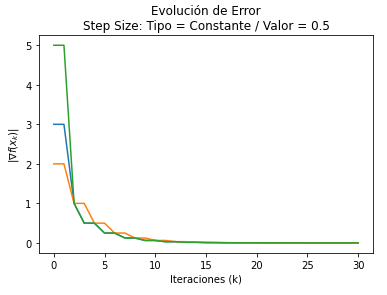 Evolución de Error
Step Size: Tipo = Constante / Valor = 0.5
|∇f(x_k)|
5
4
3
2
1
0
0 5 10 15 20 25 30
Iteraciones (k)